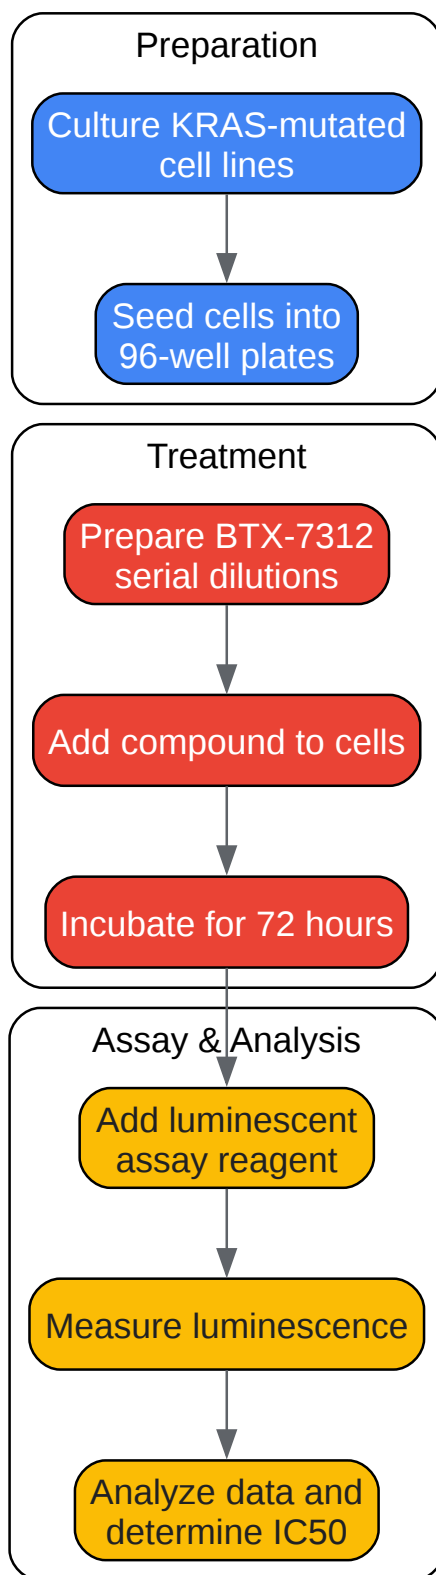 Preparation
Culture KRAS-mutated
cell lines
Seed cells into
96-well plates
Treatment
Prepare BTX-7312
serial dilutions
Add compound to cells
Incubate for 72 hours
Assay & Analysis
Add luminescent
assay reagent
Measure luminescence
Analyze data and
determine IC50